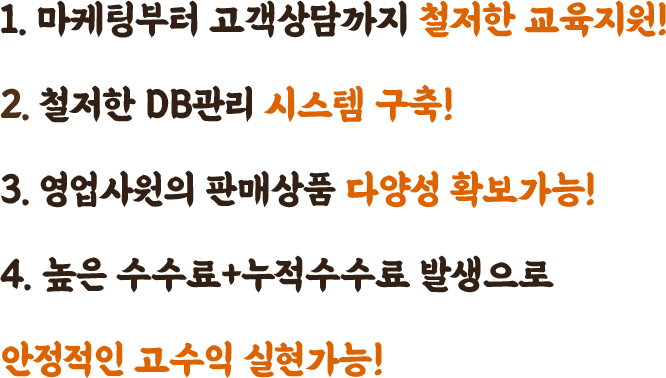 1. 마케팅부터 고객상담까지 철저한 교육지원!
2. 철저한 DB관리 시스템 구축!
3. 영업사원의 판매상품 다양성 확보가능!
4. 높은 수수료+누적수수료 발생으로
안정적인 고수익 실현가능!